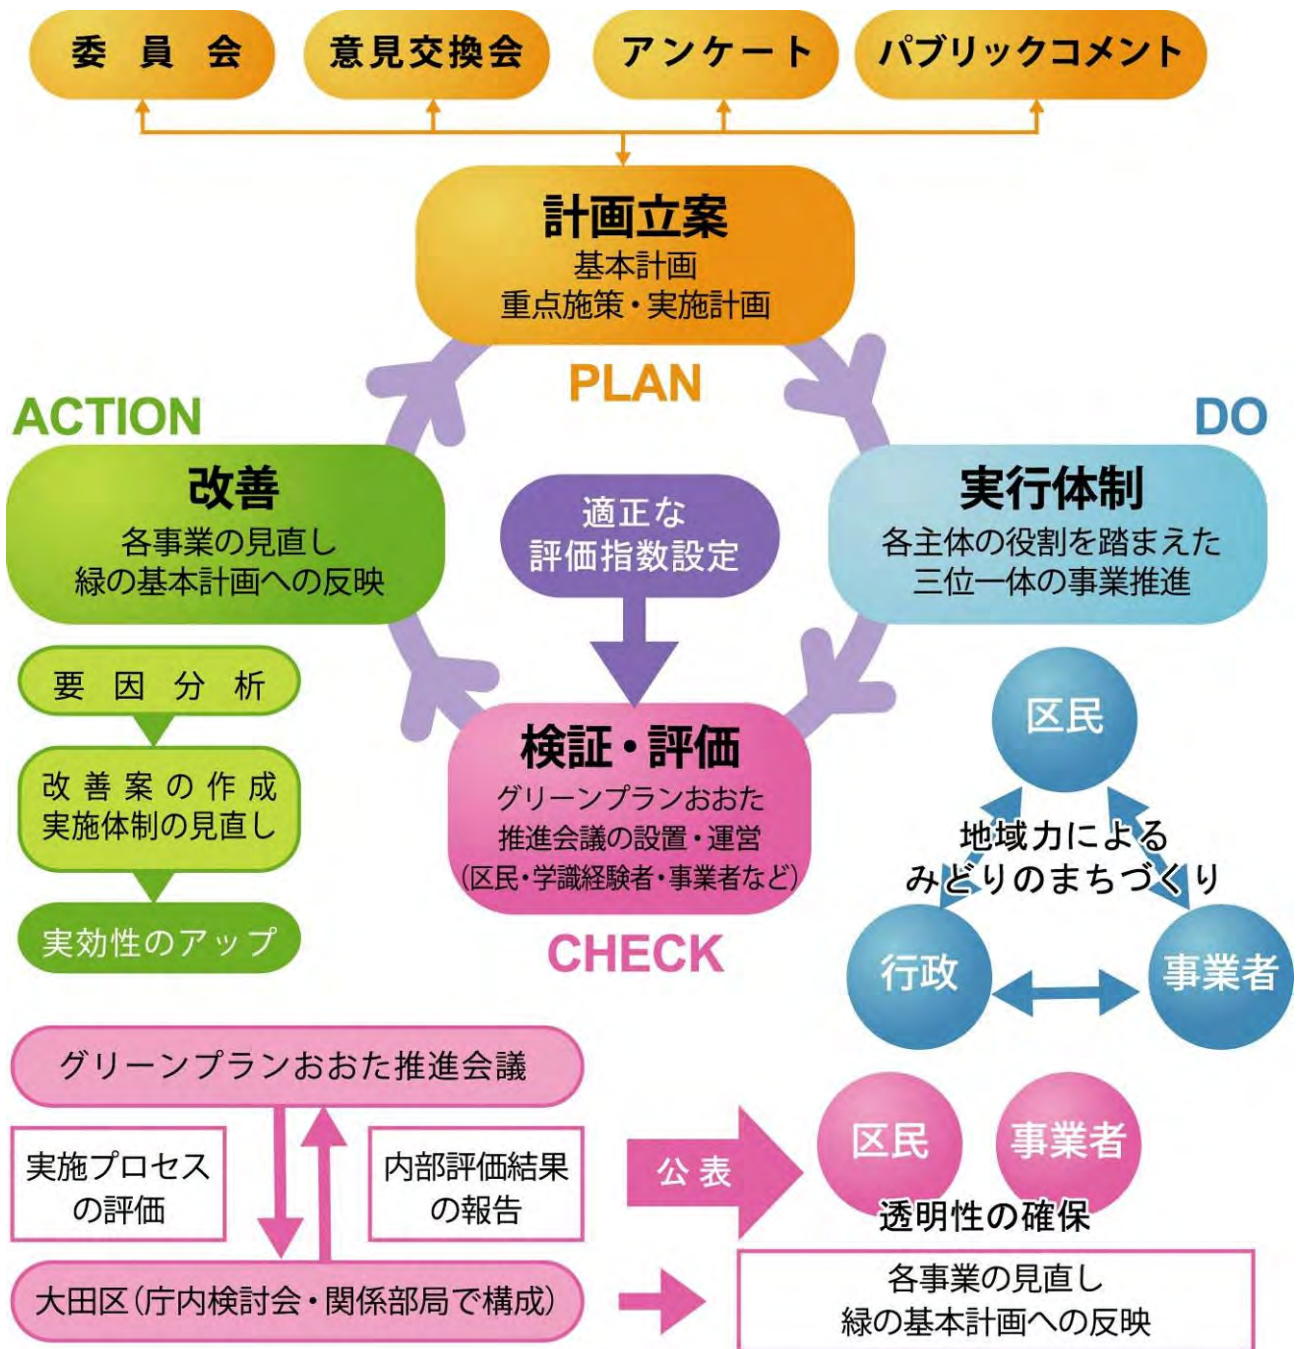 委員会
意見交換会
アンケート
パブリックコメント
計画立案
基本計画
重点施策・実施計画
PLAN
ACTION
DO
改善
各事業の見直し
緑の基本計画への反映
適正な
評価指数設定
実行体制
各主体の役割を踏まえた
三位一体の事業推進
要因分析
改善案の作成
実施体制の見直し
実効性のアップ
検証・評価
グリーンプランおおた
推進会議の設置・運営
(区民・学識経験者・事業者など)
CHECK
区民
地域力による
みどりのまちづくり
行政
事業者
グリーンプランおおた推進会議
実施プロセス
の評価
内部評価結果
の報告
大田区(庁内検討会・関係部局で構成)
公表
区民
事業者
透明性の確保
各事業の見直し
緑の基本計画への反映